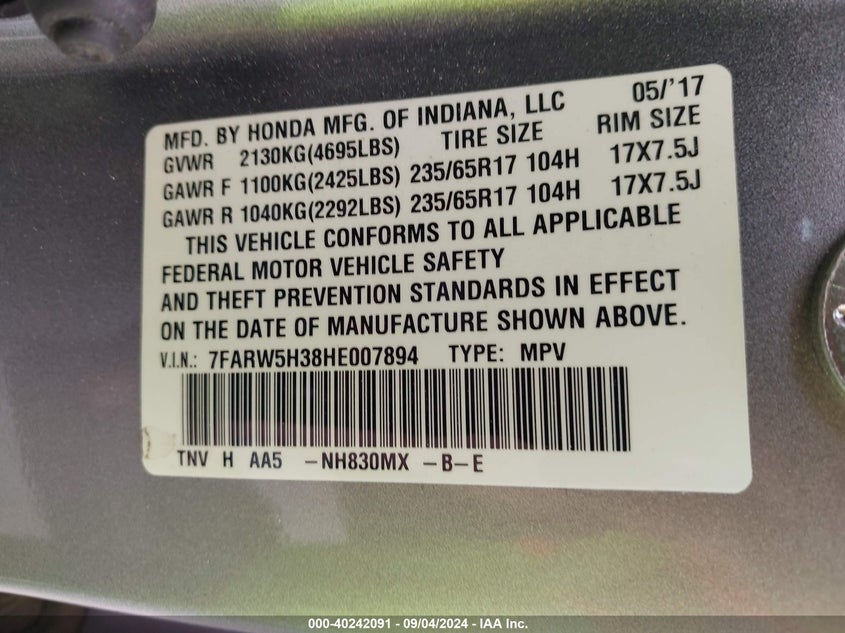 MFD. BY HONDA MFG. OF INDIANA, LLC 05/'17
GVWR 2130KG(4695LBS) TIRE SIZE RIM SIZE
GAWR F 1100KG(2425LBS) 235/65R17 104H 17X7.5J
GAWR R 1040KG(2292LBS) 235/65R17 104H 17X7.5J
THIS VEHICLE CONFORMS TO ALL APPLICABLE
FEDERAL MOTOR VEHICLE SAFETY
AND THEFT PREVENTION STANDARDS IN EFFECT
ON THE DATE OF MANUFACTURE SHOWN ABOVE.
V.I.N.: 7FARW5H38HE007894 TYPE: MPV
TNV H AA5 -NH830MX -B-E
000-40242091 - 09/04/2024 - IAA Inc.